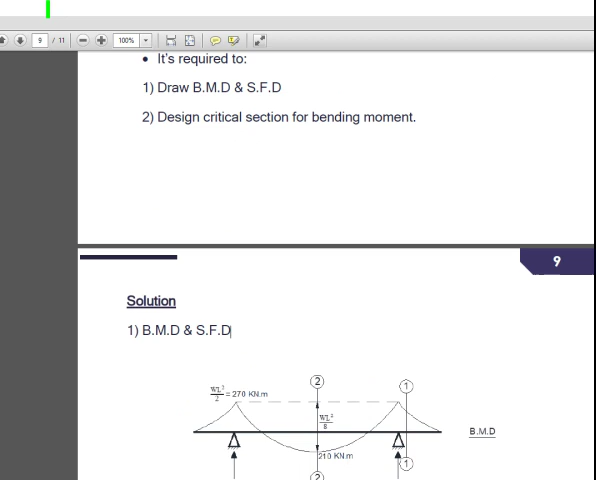 9 / 11
100%
• It's required to:
1) Draw B.M.D & S.F.D
2) Design critical section for bending moment.
9
Solution
1) B.M.D & S.F.D
2
1
WL²/2 = 270 KN.m
WL²/8
B.M.D
210 KN.m
1
2